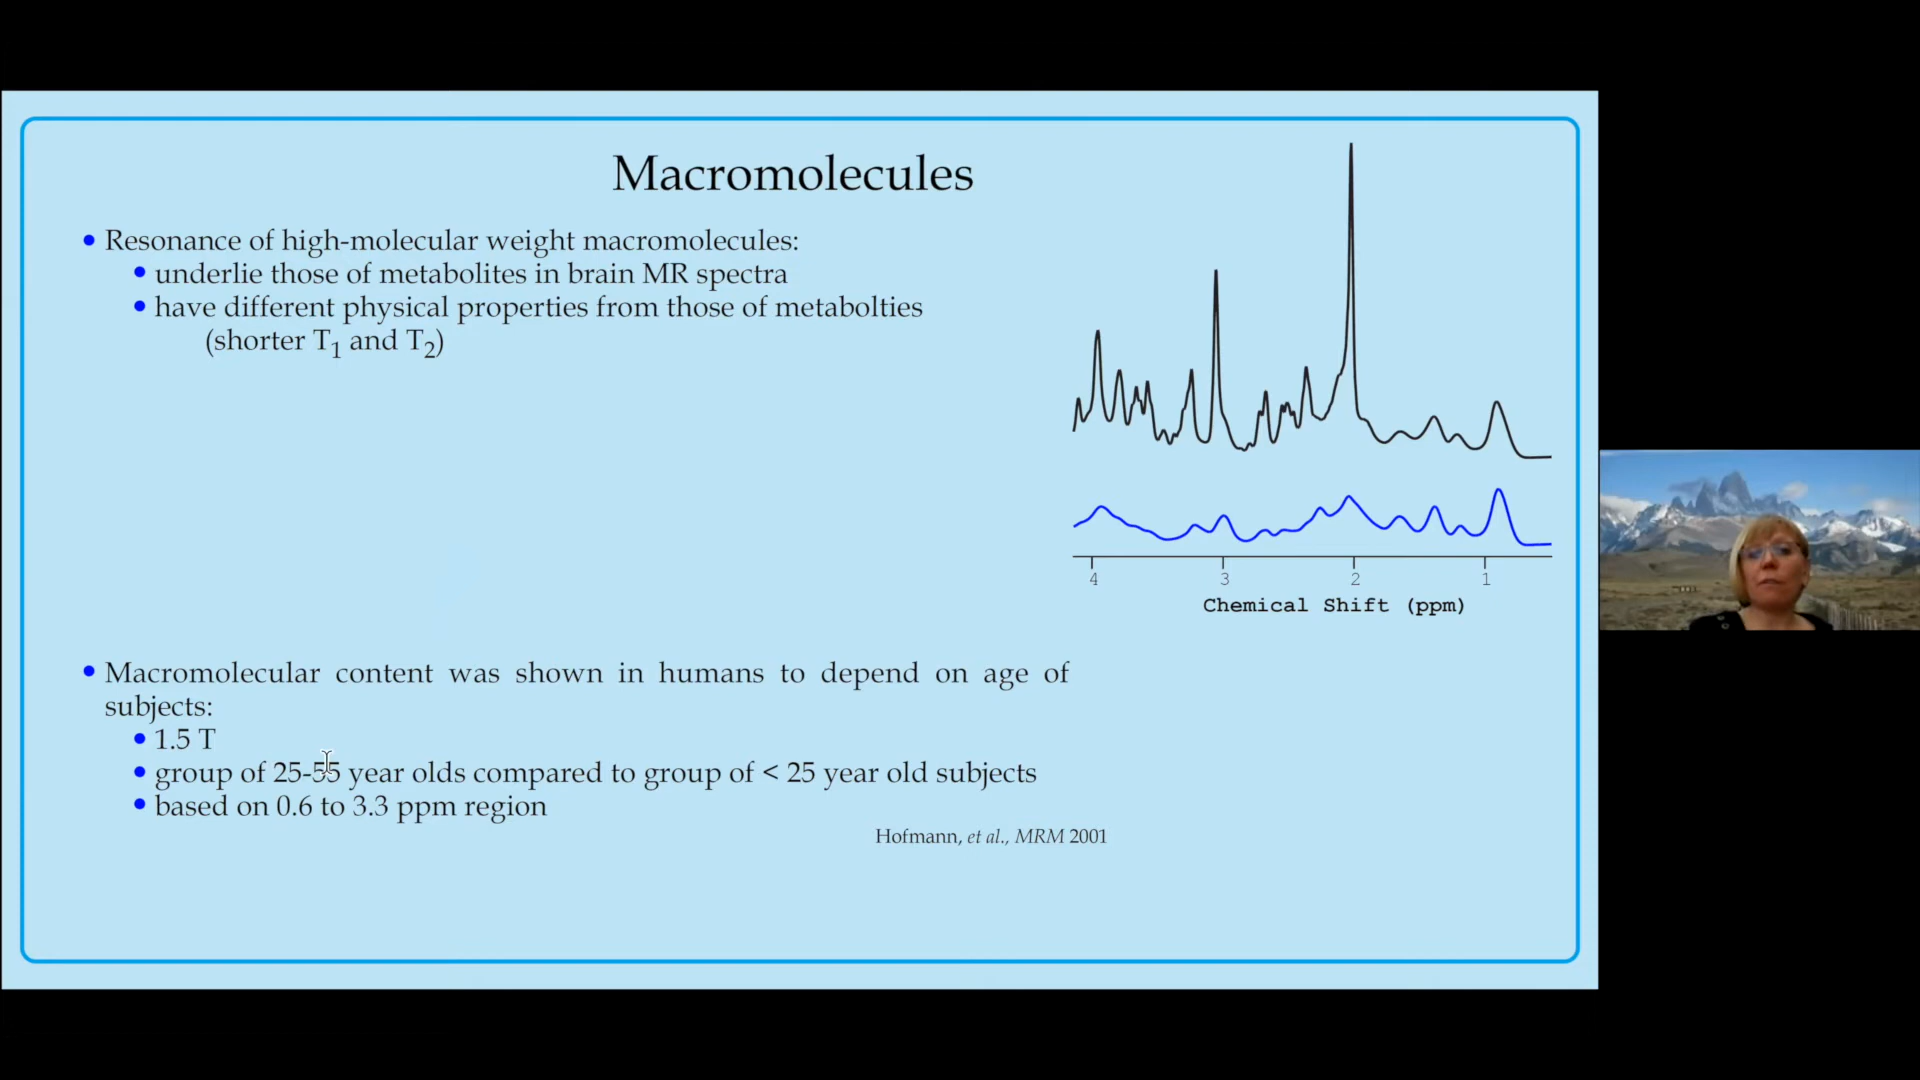 Macromolecules
• Resonance of high-molecular weight macromolecules:
• underlie those of metabolites in brain MR spectra
• have different physical properties from those of metabolties
(shorter T1 and T2)
4 3 2 1
Chemical Shift (ppm)
• Macromolecular content was shown in humans to depend on age of
subjects:
• 1.5 T
• group of 25-55 year olds compared to group of < 25 year old subjects
• based on 0.6 to 3.3 ppm region
Hofmann, et al., MRM 2001